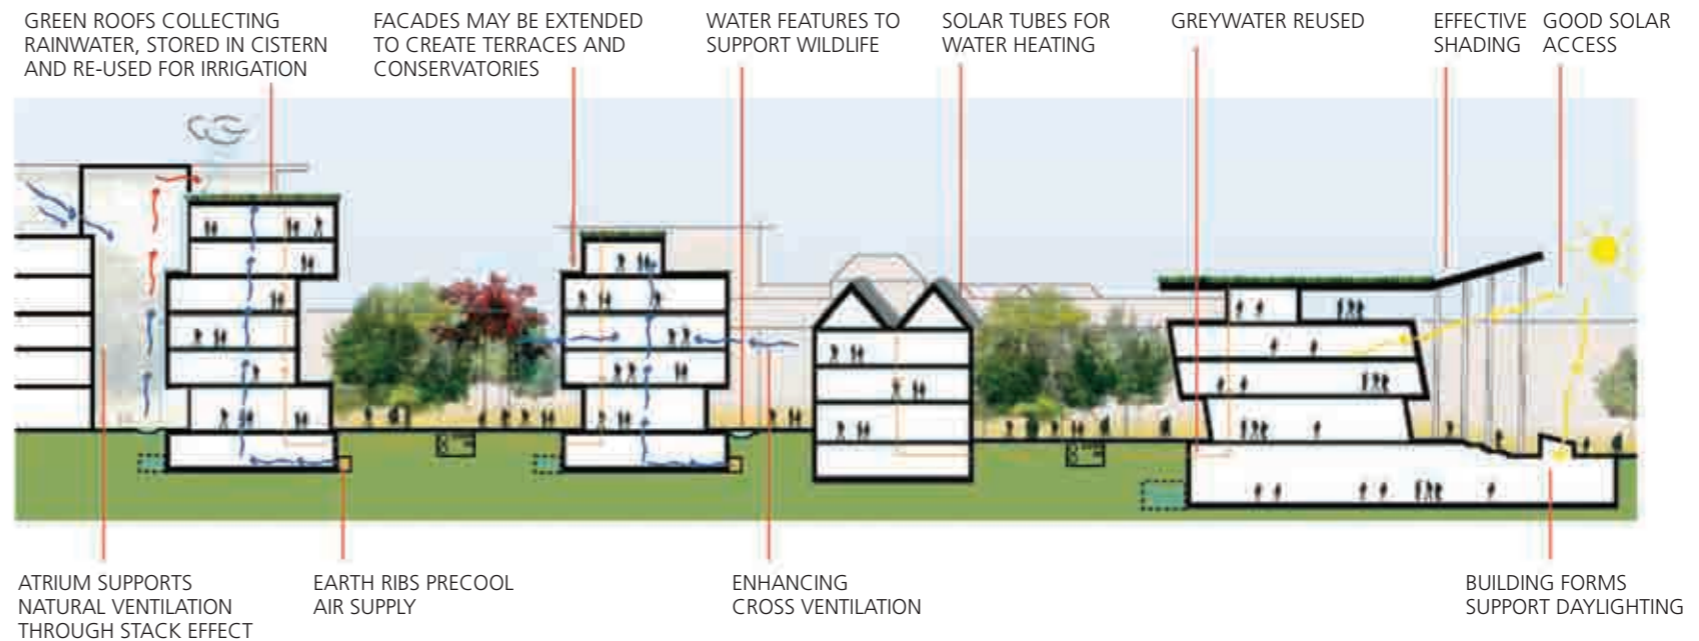 GREEN ROOFS COLLECTING
RAINWATER, STORED IN CISTERN
AND RE-USED FOR IRRIGATION
FACADES MAY BE EXTENDED
TO CREATE TERRACES AND
CONSERVATORIES
WATER FEATURES TO
SUPPORT WILDLIFE
SOLAR TUBES FOR
WATER HEATING
GREYWATER REUSED
EFFECTIVE
SHADING
GOOD SOLAR
ACCESS
ATRIUM SUPPORTS
NATURAL VENTILATION
THROUGH STACK EFFECT
EARTH RIBS PRECOOL
AIR SUPPLY
ENHANCING
CROSS VENTILATION
BUILDING FORMS
SUPPORT DAYLIGHTING